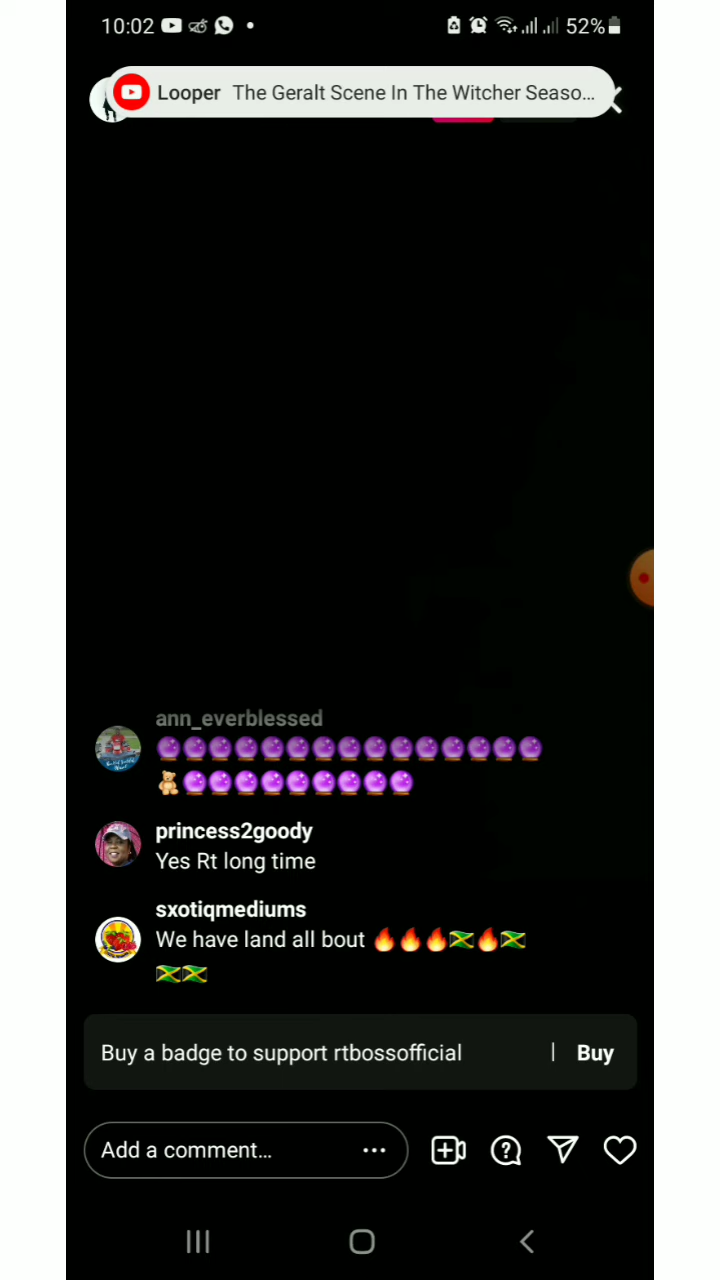 10:02 52%
Looper The Geralt Scene In The Witcher Seaso...
ann_everblessed
🔮🔮🔮🔮🔮🔮🔮🔮🔮🔮🔮🔮🔮🔮🔮
🧸🔮🔮🔮🔮🔮🔮🔮🔮🔮
princess2goody
Yes Rt long time
sxotiqmediums
We have land all bout 🔥🔥🔥🇯🇲🔥🇯🇲
🇯🇲🇯🇲
Buy a badge to support rtbossofficial | Buy
Add a comment...